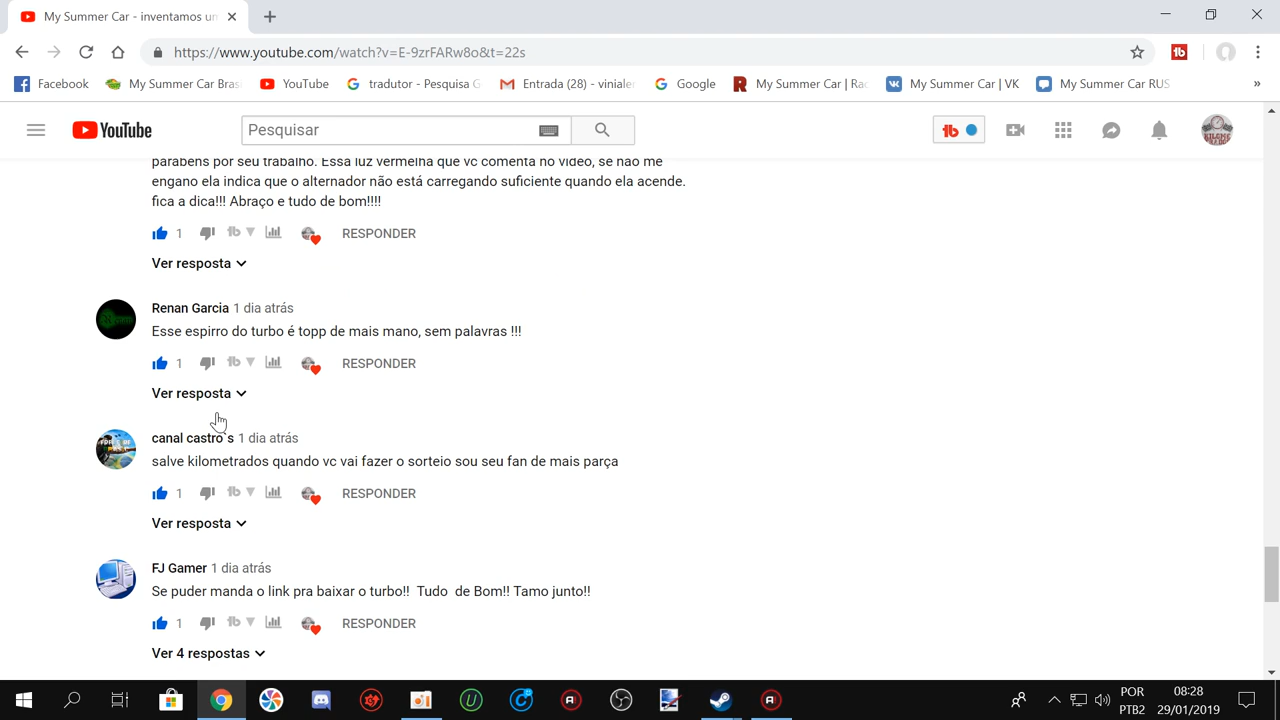 My Summer Car - inventamos um
https://www.youtube.com/watch?v=E-9zrFARw8o&t=22s
Facebook My Summer Car Bras YouTube tradutor - Pesquisa G Entrada (28) - vinialer Google My Summer Car | Rac My Summer Car | VK My Summer Car RUS »
YouTube Pesquisar
parabéns por seu trabalho. Essa luz vermelha que vc comenta no vídeo, se não me
engano ela indica que o alternador não está carregando suficiente quando ela acende.
fica a dica!!! Abraço e tudo de bom!!!!
1 RESPONDER
Ver resposta
Renan Garcia 1 dia atrás
Esse espirro do turbo é topp de mais mano, sem palavras !!!
1 RESPONDER
Ver resposta
canal castro`s 1 dia atrás
salve kilometrados quando vc vai fazer o sorteio sou seu fan de mais parça
1 RESPONDER
Ver resposta
FJ Gamer 1 dia atrás
Se puder manda o link pra baixar o turbo!! Tudo de Bom!! Tamo junto!!
1 RESPONDER
Ver 4 respostas
POR 08:28
PTB2 29/01/2019